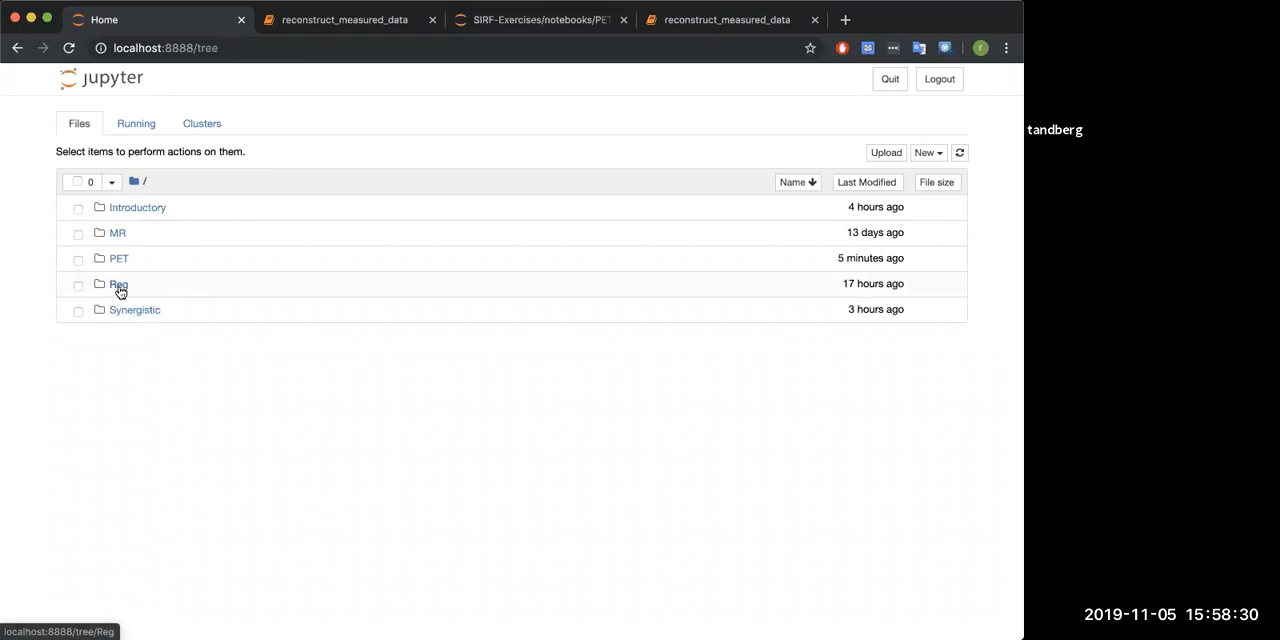 Home
reconstruct_measured_data
SIRF-Exercises/notebooks/PET
reconstruct_measured_data
localhost:8888/tree
r
jupyter
Quit
Logout
tandberg
Files
Running
Clusters
Select items to perform actions on them.
Upload
New
0
/
Name
Last Modified
File size
Introductory
4 hours ago
MR
13 days ago
PET
5 minutes ago
Reg
17 hours ago
Synergistic
3 hours ago
2019-11-05 15:58:30
localhost:8888/tree/Reg